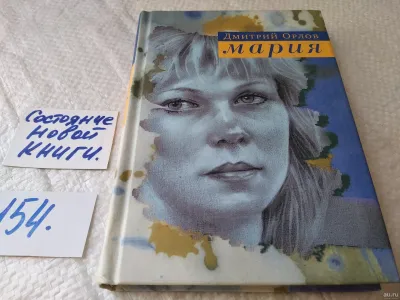 Дмитрий Орлов
мария
Состояние
новой
книги.
154.